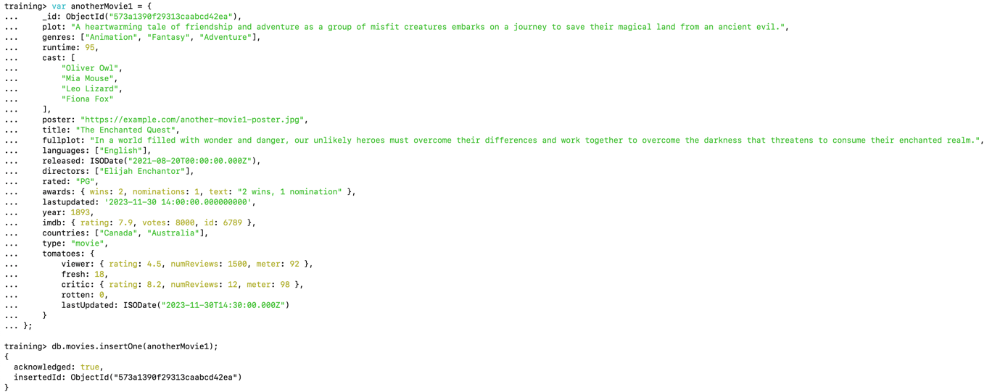 training> var anotherMovie1 = {
...     _id: ObjectId("573a1390f29313caabcd42ea"),
...     plot: "A heartwarming tale of friendship and adventure as a group of misfit creatures embarks on a journey to save their magical land from an ancient evil.",
...     genres: ["Animation", "Fantasy", "Adventure"],
...     runtime: 95,
...     cast: [
...         "Oliver Owl",
...         "Mia Mouse",
...         "Leo Lizard",
...         "Fiona Fox"
...     ],
...     poster: "https://example.com/another-movie1-poster.jpg",
...     title: "The Enchanted Quest",
...     fullplot: "In a world filled with wonder and danger, our unlikely heroes must overcome their differences and work together to overcome the darkness that threatens to consume their enchanted realm.",
...     languages: ["English"],
...     released: ISODate("2021-08-20T00:00:00.000Z"),
...     directors: ["Elijah Enchantor"],
...     rated: "PG",
...     awards: { wins: 2, nominations: 1, text: "2 wins, 1 nomination" },
...     lastupdated: '2023-11-30 14:00:00.000000000',
...     year: 1893,
...     imdb: { rating: 7.9, votes: 8000, id: 6789 },
...     countries: ["Canada", "Australia"],
...     type: "movie",
...     tomatoes: {
...         viewer: { rating: 4.5, numReviews: 1500, meter: 92 },
...         fresh: 18,
...         critic: { rating: 8.2, numReviews: 12, meter: 98 },
...         rotten: 0,
...         lastUpdated: ISODate("2023-11-30T14:30:00.000Z")
...     }
... };
training> db.movies.insertOne(anotherMovie1);
{
  acknowledged: true,
  insertedId: ObjectId("573a1390f29313caabcd42ea")
}